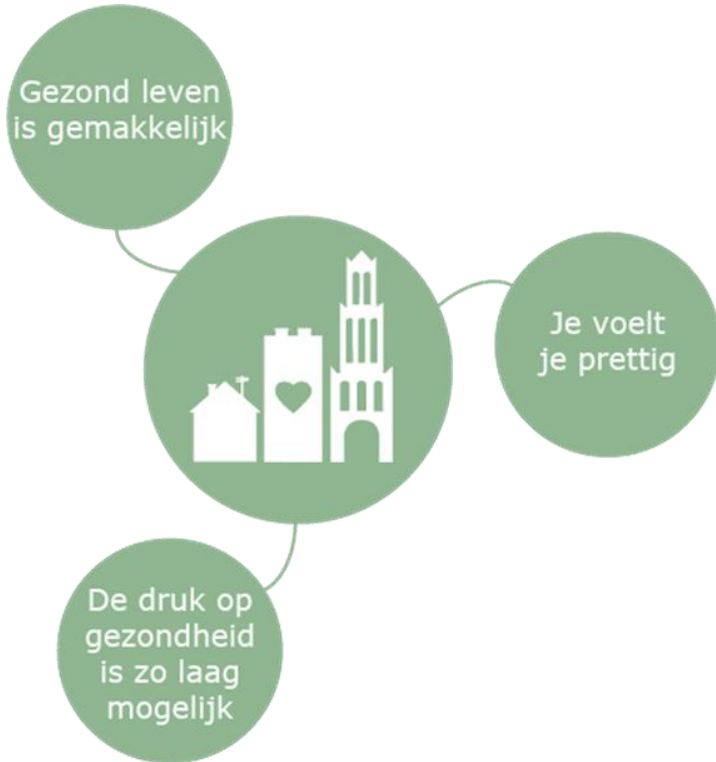 Gezond leven
is gemakkelijk
Je voelt
je prettig
De druk op
gezondheid
is zo laag
mogelijk